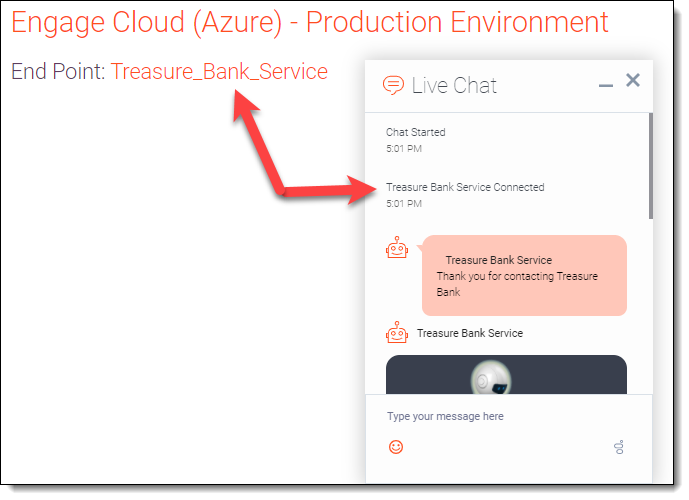 Engage Cloud (Azure) - Production Environment
End Point: Treasure_Bank_Service
Live Chat
Chat Started
5:01 PM
Treasure Bank Service Connected
5:01 PM
Treasure Bank Service
Thank you for contacting Treasure
Bank
Treasure Bank Service
Type your message here